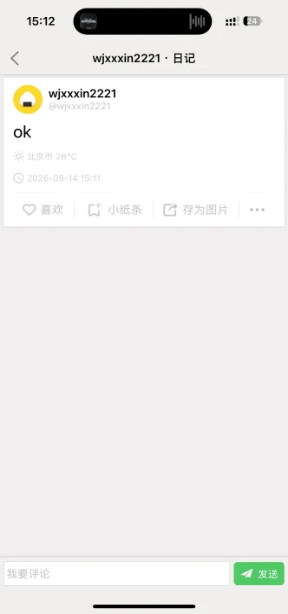 15:12
24
wjxxxin2221 · 日记
wjxxxin2221
@wjxxxin2221
ok
北京市 28°C
2026-09-14 15:11
喜欢
小纸条
存为图片
我要评论
发送